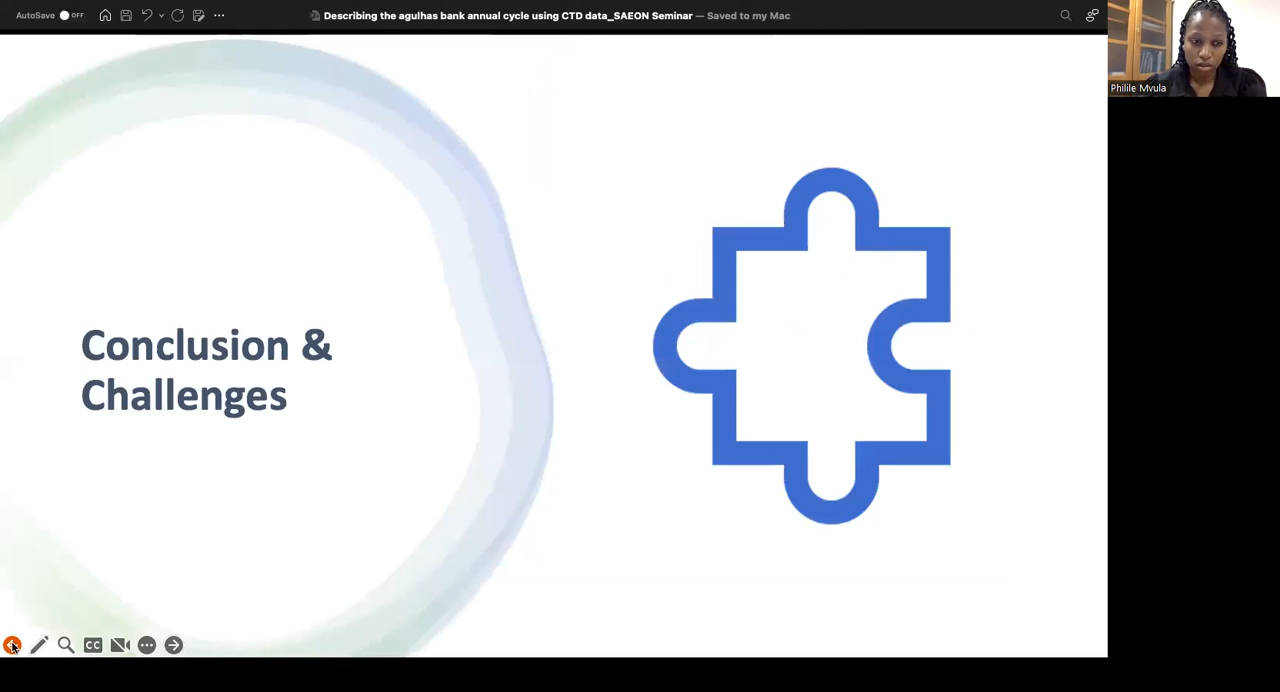 AutoSave OFF
Describing the agulhas bank annual cycle using CTD data_SAEON Seminar — Saved to my Mac
Philile Mvula
Conclusion &
Challenges
CC